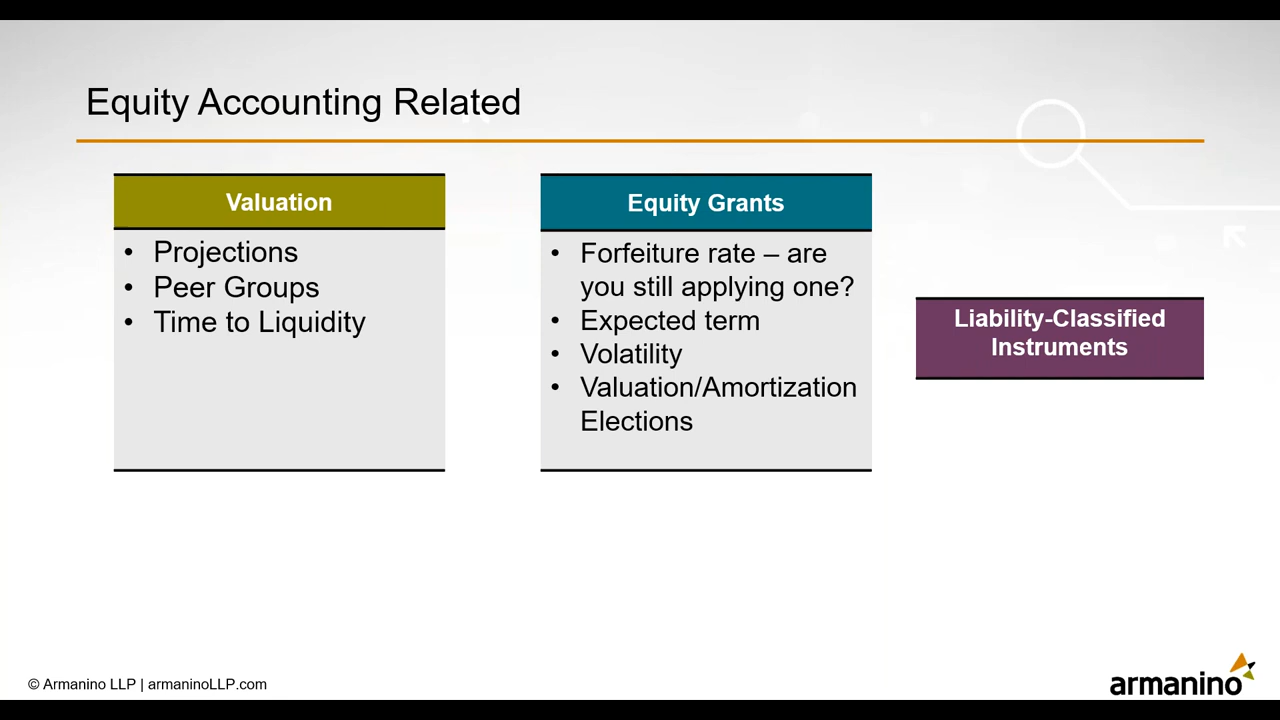 Equity Accounting Related
Valuation
• Projections
• Peer Groups
• Time to Liquidity
Equity Grants
• Forfeiture rate – are
you still applying one?
• Expected term
• Volatility
• Valuation/Amortization
Elections
Liability-Classified
Instruments
© Armanino LLP | armaninoLLP.com
armanino